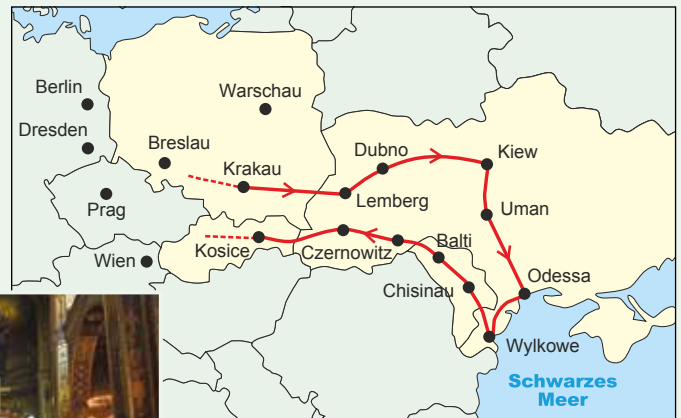 Berlin
Warschau
Dresden
Breslau
Dubno
Kiew
Krakau
Lemberg
Prag
Uman
Kosice
Czernowitz
Balti
Wien
Chisinau
Odessa
Wylkowe
Schwarzes
Meer